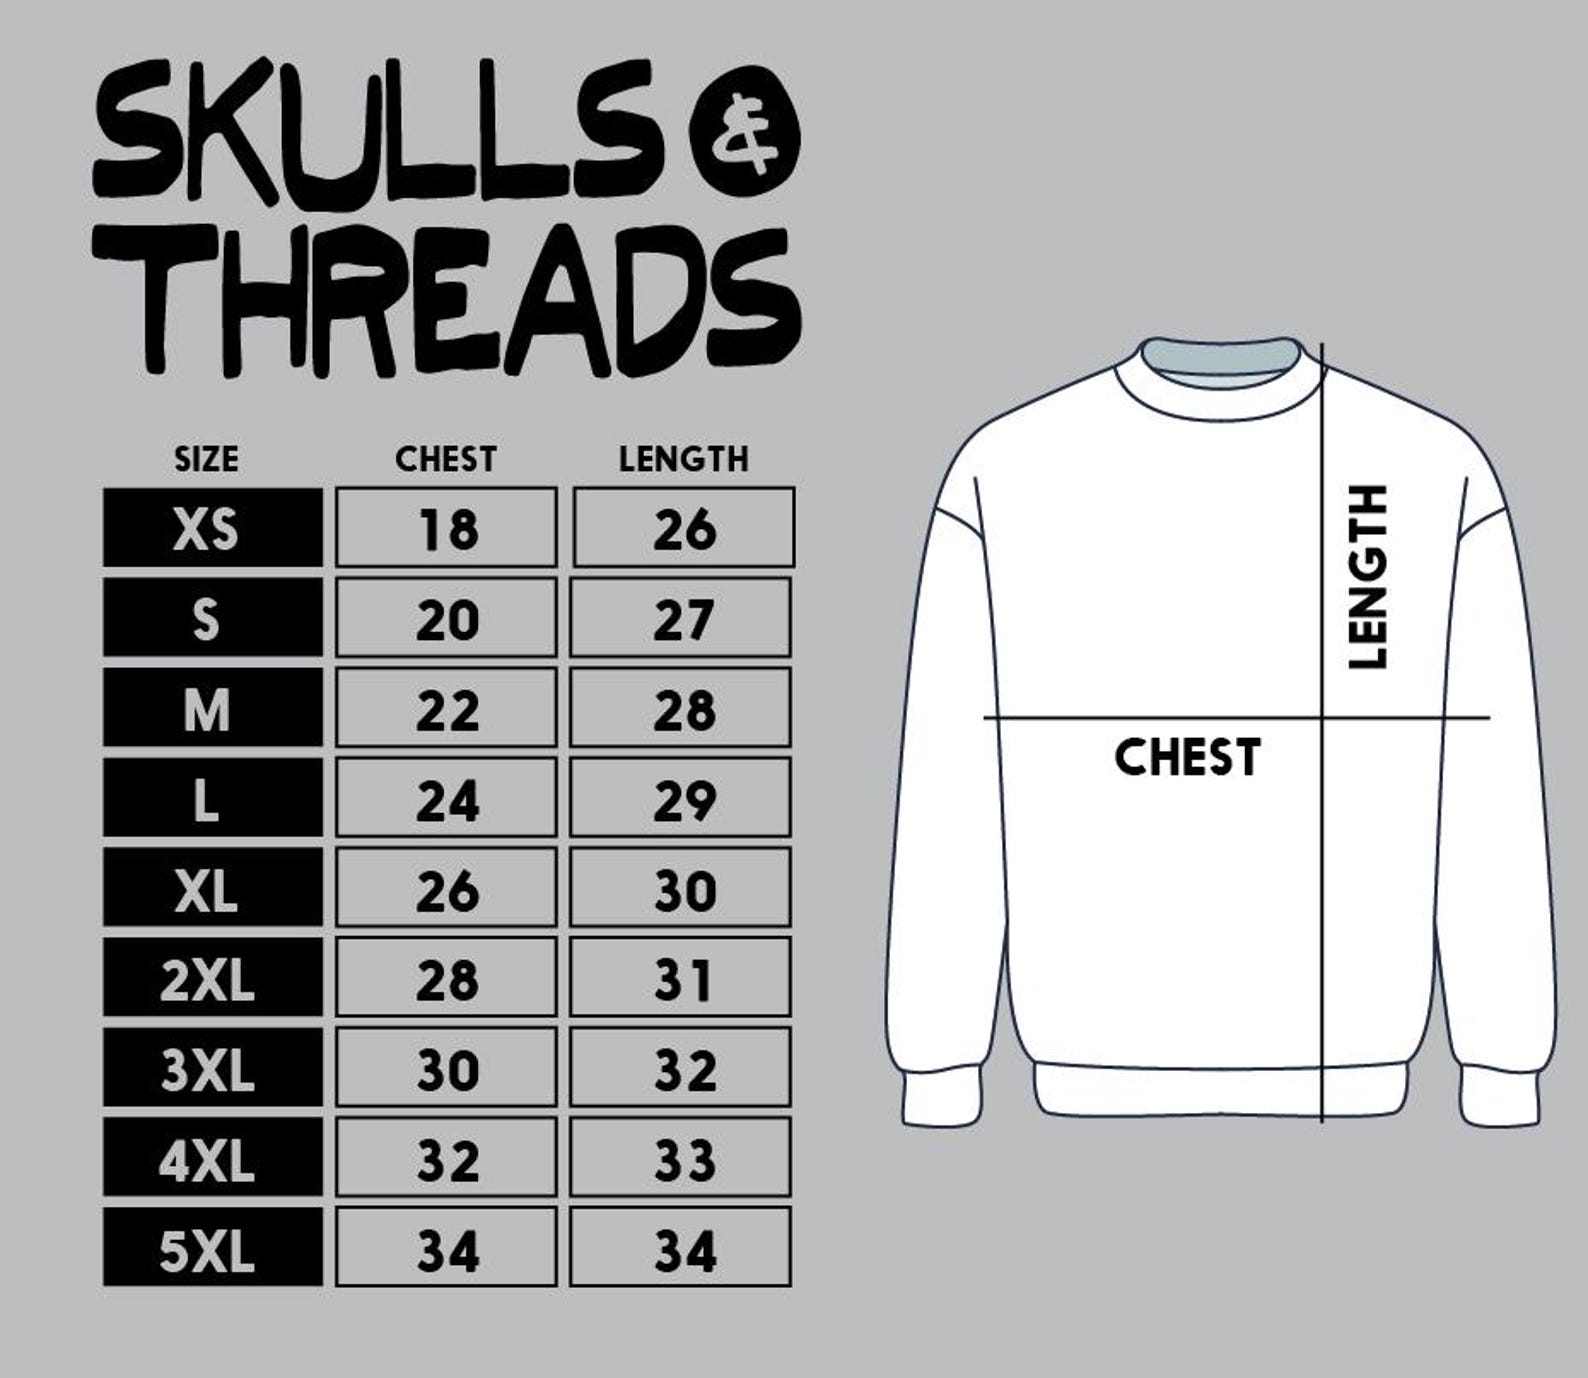 SKULLS &
THREADS
SIZE CHEST LENGTH
XS 18 26
S 20 27
M 22 28
L 24 29
XL 26 30
2XL 28 31
3XL 30 32
4XL 32 33
5XL 34 34
LENGTH
CHEST